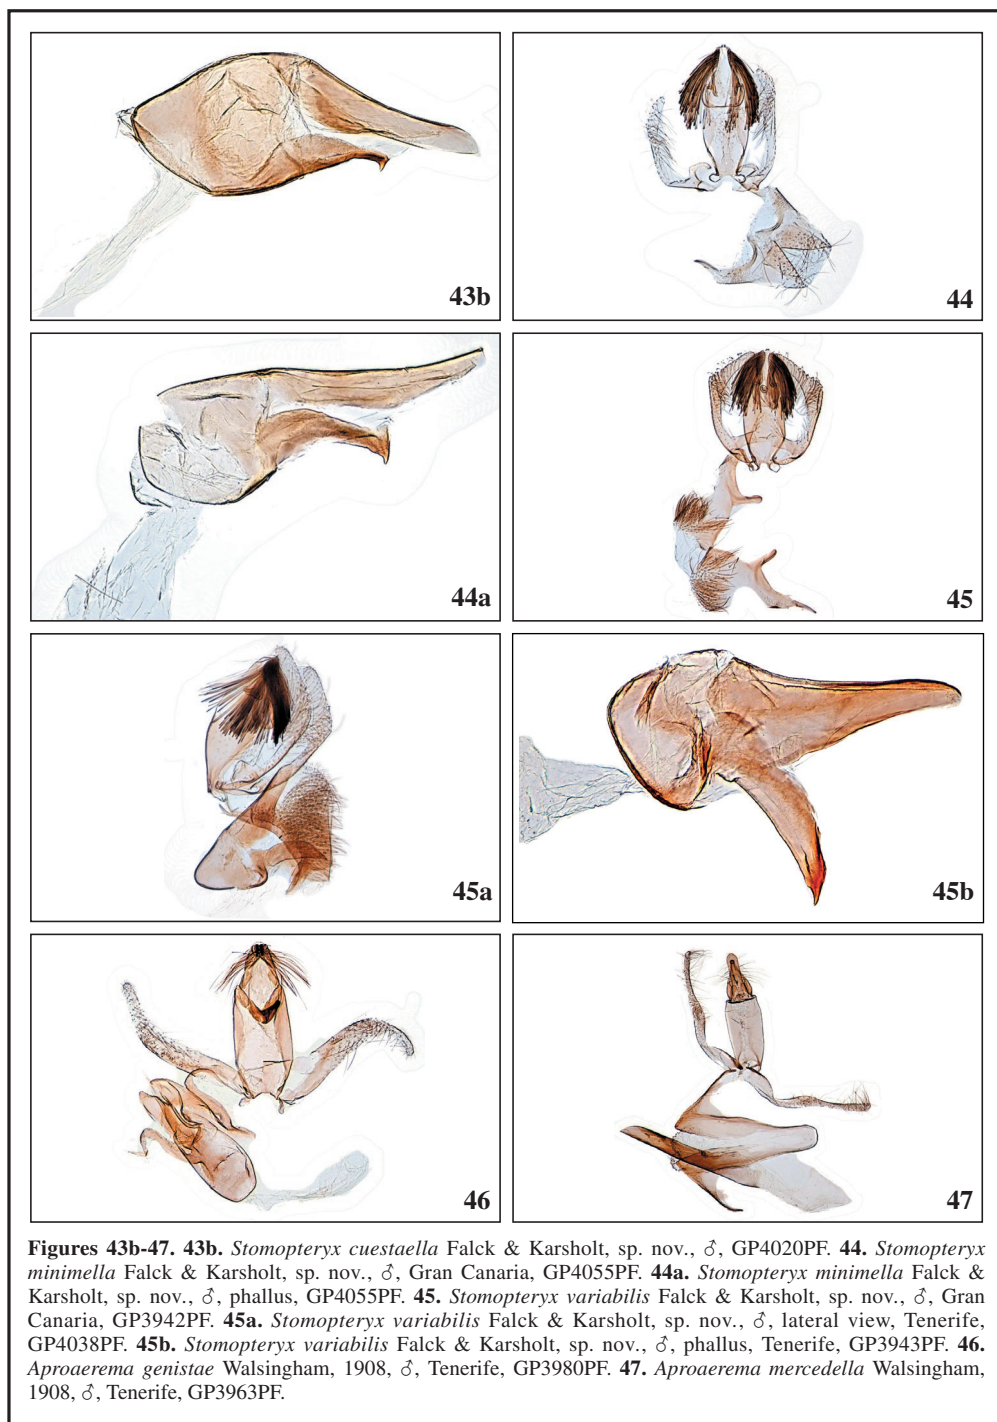 43b
44
44a
45
45a
45b
46
47
Figures 43b-47. 43b. Stomopteryx cuestaella Falck & Karsholt, sp. nov., ♂, GP4020PF. 44. Stomopteryx
minimella Falck & Karsholt, sp. nov., ♂, Gran Canaria, GP4055PF. 44a. Stomopteryx minimella Falck &
Karsholt, sp. nov., ♂, phallus, GP4055PF. 45. Stomopteryx variabilis Falck & Karsholt, sp. nov., ♂, Gran
Canaria, GP3942PF. 45a. Stomopteryx variabilis Falck & Karsholt, sp. nov., ♂, lateral view, Tenerife,
GP4038PF. 45b. Stomopteryx variabilis Falck & Karsholt, sp. nov., ♂, phallus, Tenerife, GP3943PF. 46.
Aproaerema genistae Walsingham, 1908, ♂, Tenerife, GP3980PF. 47. Aproaerema mercedella Walsingham,
1908, ♂, Tenerife, GP3963PF.